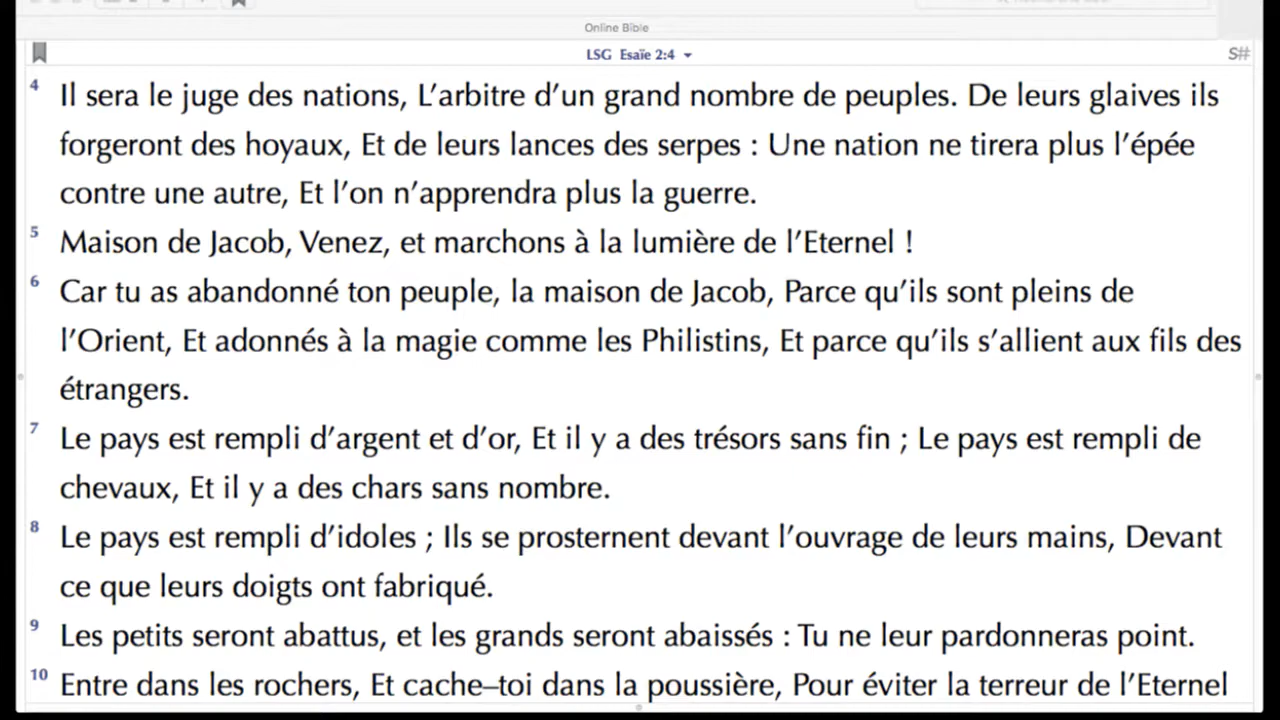 Online Bible
LSG Esaïe 2:4
S#
4 Il sera le juge des nations, L’arbitre d’un grand nombre de peuples. De leurs glaives ils
forgeront des hoyaux, Et de leurs lances des serpes : Une nation ne tirera plus l’épée
contre une autre, Et l’on n’apprendra plus la guerre.
5 Maison de Jacob, Venez, et marchons à la lumière de l’Eternel !
6 Car tu as abandonné ton peuple, la maison de Jacob, Parce qu’ils sont pleins de
l’Orient, Et adonnés à la magie comme les Philistins, Et parce qu’ils s’allient aux fils des
étrangers.
7 Le pays est rempli d’argent et d’or, Et il y a des trésors sans fin ; Le pays est rempli de
chevaux, Et il y a des chars sans nombre.
8 Le pays est rempli d’idoles ; Ils se prosternent devant l’ouvrage de leurs mains, Devant
ce que leurs doigts ont fabriqué.
9 Les petits seront abattus, et les grands seront abaissés : Tu ne leur pardonneras point.
10 Entre dans les rochers, Et cache–toi dans la poussière, Pour éviter la terreur de l’Eternel